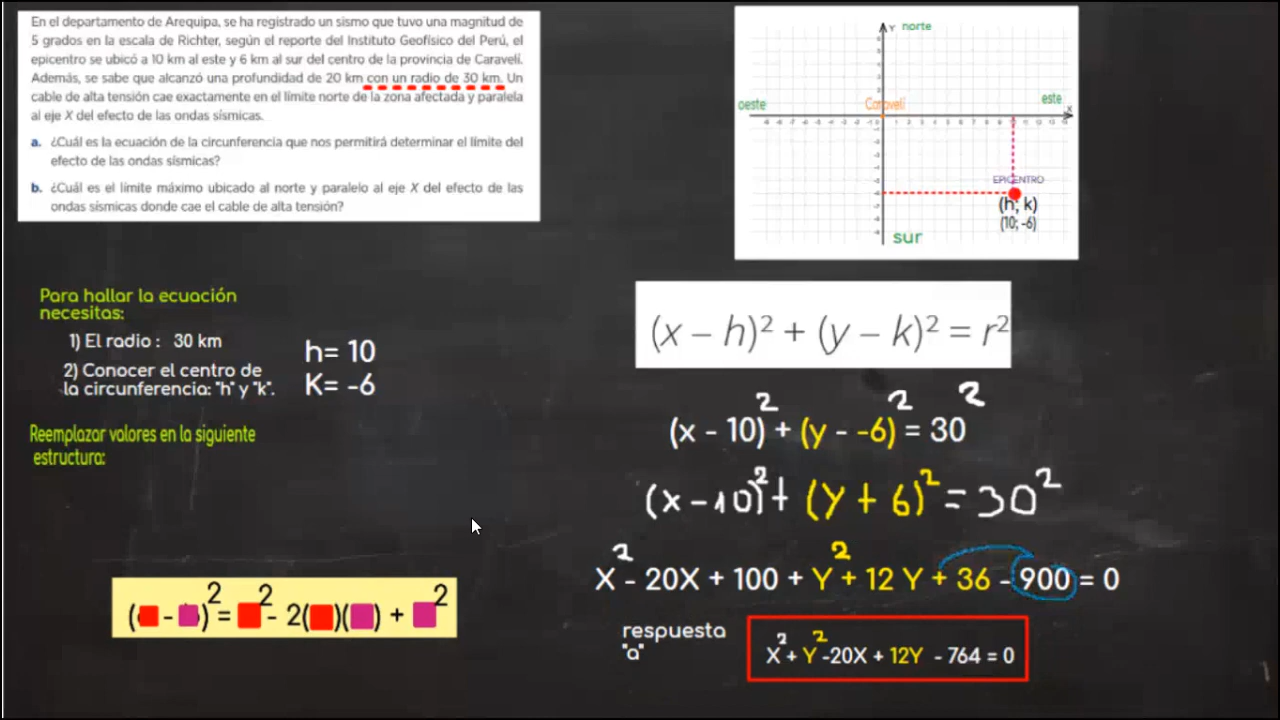 En el departamento de Arequipa, se ha registrado un sismo que tuvo una magnitud de
5 grados en la escala de Richter, según el reporte del Instituto Geofísico del Perú, el
epicentro se ubicó a 10 km al este y 6 km al sur del centro de la provincia de Caravelí.
Además, se sabe que alcanzó una profundidad de 20 km con un radio de 30 km. Un
cable de alta tensión cae exactamente en el límite norte de la zona afectada y paralela
al eje X del efecto de las ondas sísmicas.
a. ¿Cuál es la ecuación de la circunferencia que nos permitirá determinar el límite del
efecto de las ondas sísmicas?
b. ¿Cuál es el límite máximo ubicado al norte y paralelo al eje X del efecto de las
ondas sísmicas donde cae el cable de alta tensión?
Y norte
oeste
Caravelí
este
X
EPICENTRO
(h; k)
(10; -6)
sur
Para hallar la ecuación
necesitas:
1) El radio : 30 km
2) Conocer el centro de
la circunferencia: "h" y "k".
h= 10
K= -6
Reemplazar valores en la siguiente
estructura:
( - )² = ² - 2( )( ) + ²
(x – h)² + (y – k)² = r²
(x - 10)² + (y - -6)² = 30²
(x - 10)² + (y + 6)² = 30²
X² - 20X + 100 + Y² + 12 Y + 36 - 900 = 0
respuesta
"a"
X² + Y² -20X + 12Y - 764 = 0